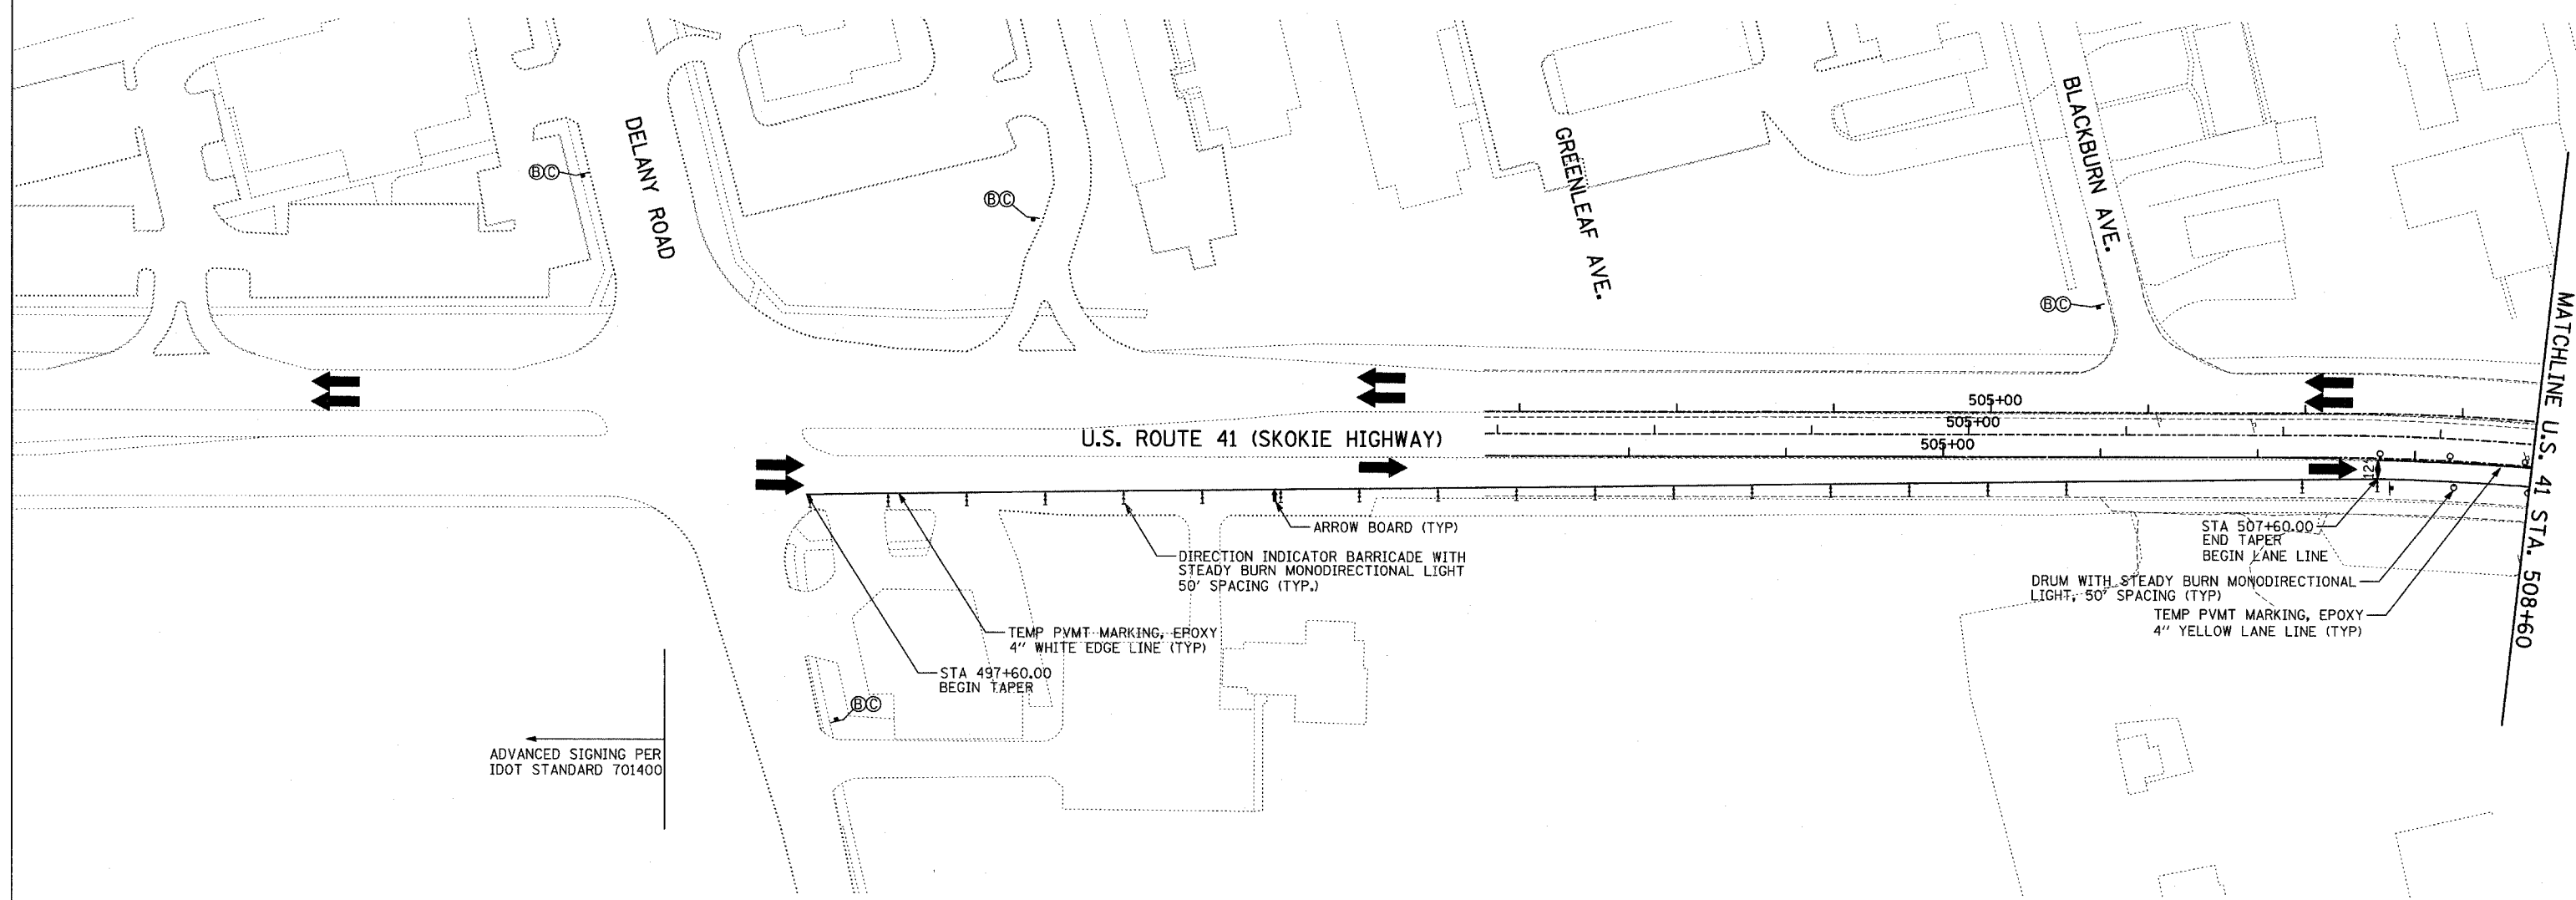 DELANY ROAD
GREENLEAF AVE.
BLACKBURN AVE.
ⒷⒸ
ⒷⒸ
ⒷⒸ
MATCHLINE U.S. 41 STA. 508+60
505+00
505+00
505+00
U.S. ROUTE 41 (SKOKIE HIGHWAY)
12'
ARROW BOARD (TYP)
DIRECTION INDICATOR BARRICADE WITH
STEADY BURN MONODIRECTIONAL LIGHT
50' SPACING (TYP.)
STA 507+60.00
END TAPER
BEGIN LANE LINE
DRUM WITH STEADY BURN MONODIRECTIONAL
LIGHT, 50' SPACING (TYP)
TEMP PVMT MARKING, EPOXY
4" YELLOW LANE LINE (TYP)
TEMP PVMT MARKING, EPOXY
4" WHITE EDGE LINE (TYP)
STA 497+60.00
BEGIN TAPER
ⒷⒸ
ADVANCED SIGNING PER
IDOT STANDARD 701400